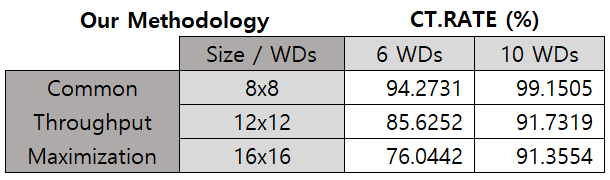 Our Methodology CT.RATE (%)
Size / WDs 6 WDs 10 WDs
Common 8x8 94.2731 99.1505
Throughput 12x12 85.6252 91.7319
Maximization 16x16 76.0442 91.3554